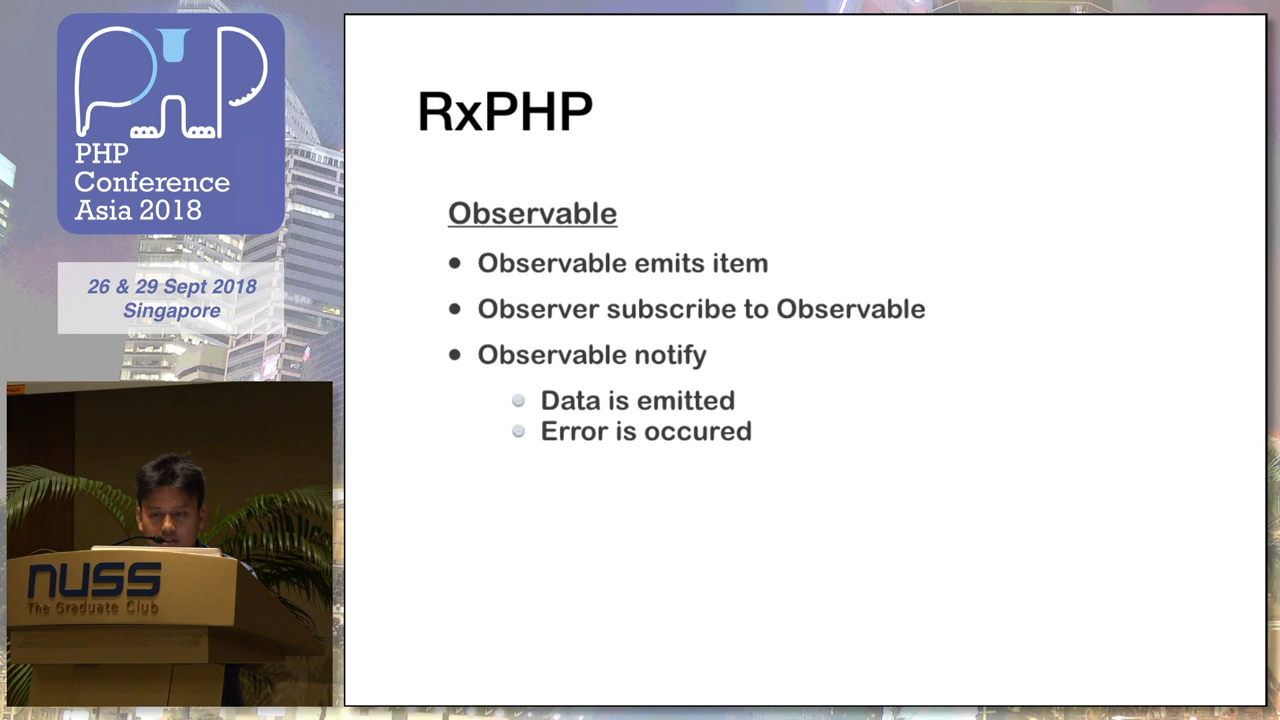 PHP
Conference
Asia 2018
26 & 29 Sept 2018
Singapore
nuss
The Graduate Club
RxPHP
Observable
• Observable emits item
• Observer subscribe to Observable
• Observable notify
Data is emitted
Error is occured